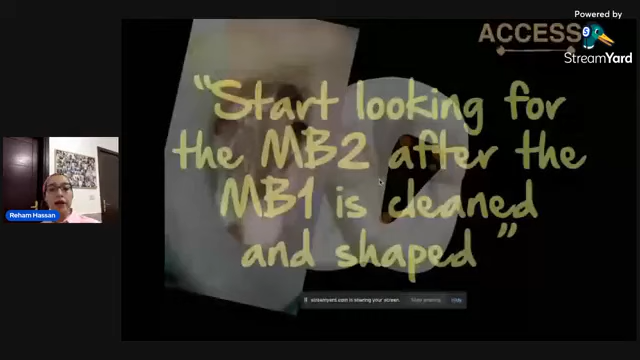 Powered by
StreamYard
ACCESS
“Start looking for
the MB2 after the
MB1 is cleaned
and shaped”
Reham Hassan
streamyard.com is sharing your screen.
Stop sharing
Hide